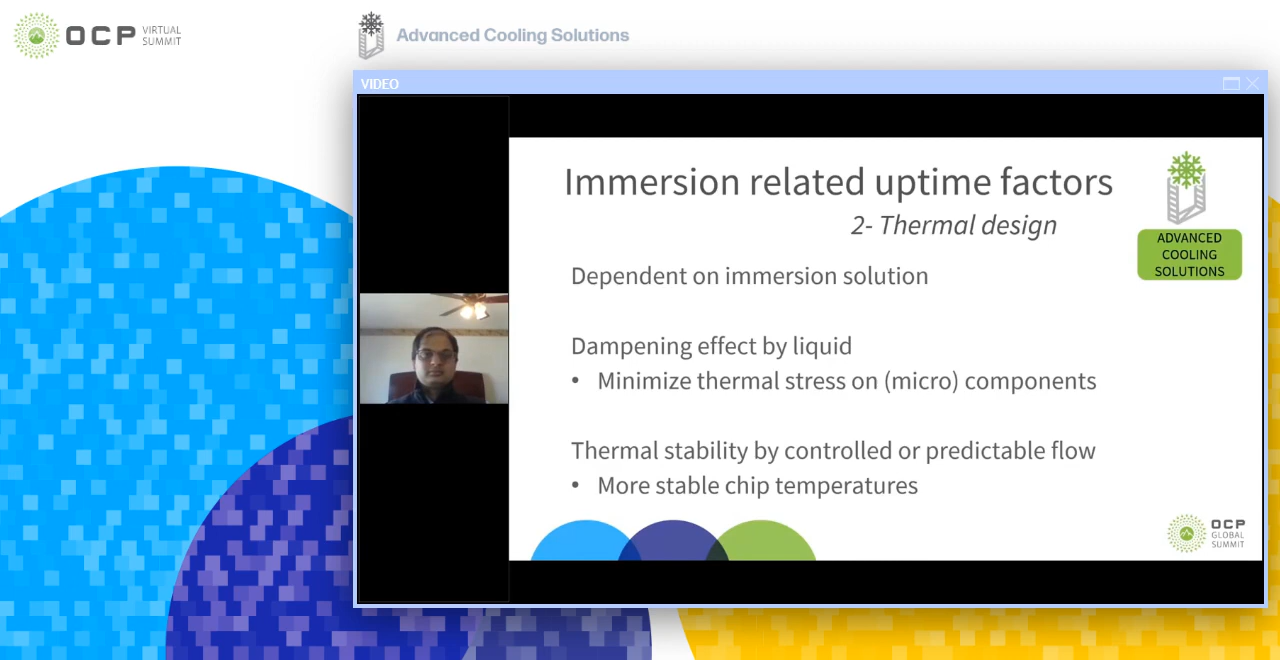 OCP VIRTUAL
SUMMIT
Advanced Cooling Solutions
VIDEO
Immersion related uptime factors
2- Thermal design
ADVANCED
COOLING
SOLUTIONS
Dependent on immersion solution
Dampening effect by liquid
• Minimize thermal stress on (micro) components
Thermal stability by controlled or predictable flow
• More stable chip temperatures
OCP
GLOBAL
SUMMIT